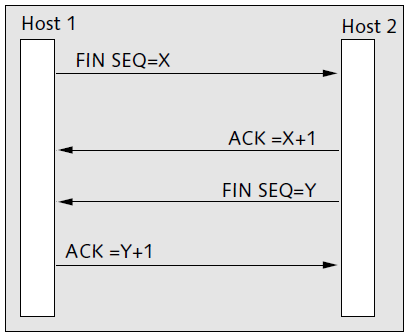 Host 1
Host 2
FIN SEQ=X
ACK =X+1
FIN SEQ=Y
ACK =Y+1